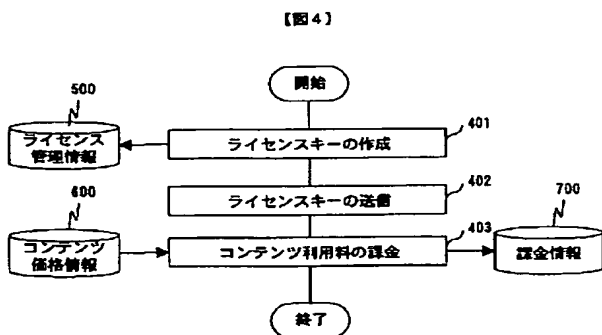 【図4】
開始
500
ライセンス
管理情報
401
ライセンスキーの作成
402
ライセンスキーの送信
600
コンテンツ
価格情報
403
コンテンツ利用料の課金
700
課金情報
終了